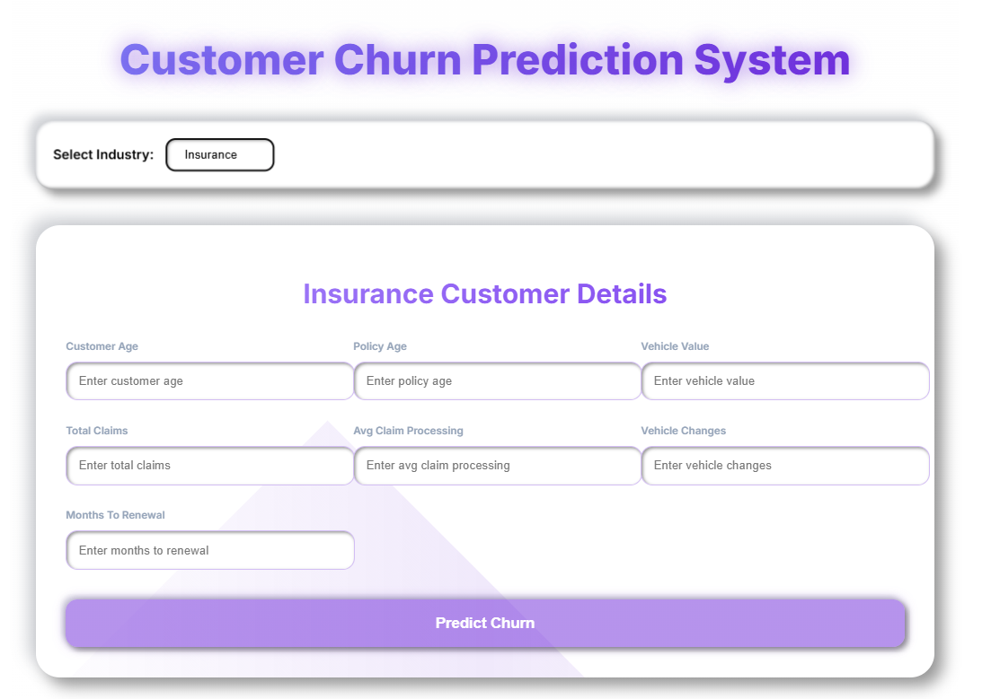 Customer Churn Prediction System
Select Industry: Insurance
Insurance Customer Details
Customer Age Policy Age Vehicle Value
Enter customer age Enter policy age Enter vehicle value
Total Claims Avg Claim Processing Vehicle Changes
Enter total claims Enter avg claim processing Enter vehicle changes
Months To Renewal
Enter months to renewal
Predict Churn